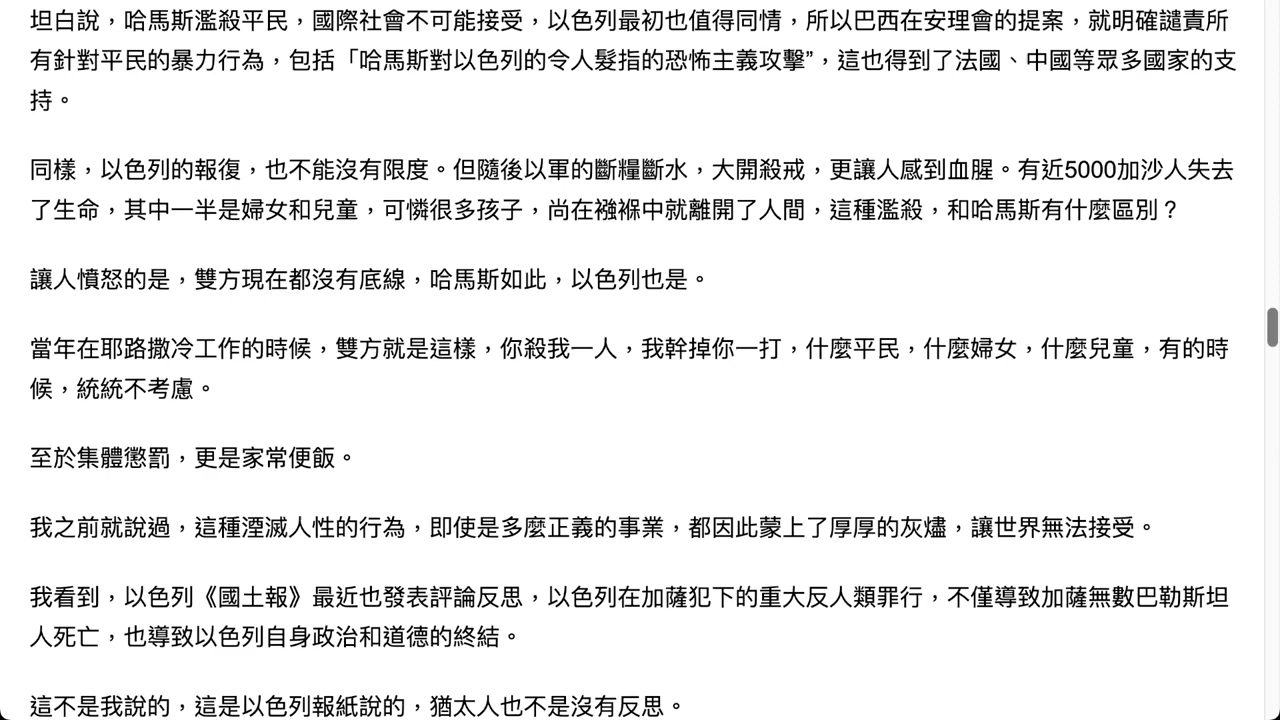 坦白說，哈馬斯濫殺平民，國際社會不可能接受，以色列最初也值得同情，所以巴西在安理會的提案，就明確譴責所
有針對平民的暴力行為，包括「哈馬斯對以色列的令人髮指的恐怖主義攻擊”，這也得到了法國、中國等眾多國家的支
持。
同樣，以色列的報復，也不能沒有限度。但隨後以軍的斷糧斷水，大開殺戒，更讓人感到血腥。有近5000加沙人失去
了生命，其中一半是婦女和兒童，可憐很多孩子，尚在襁褓中就離開了人間，這種濫殺，和哈馬斯有什麼區別？
讓人憤怒的是，雙方現在都沒有底線，哈馬斯如此，以色列也是。
當年在耶路撒冷工作的時候，雙方就是這樣，你殺我一人，我幹掉你一打，什麼平民，什麼婦女，什麼兒童，有的時
候，統統不考慮。
至於集體懲罰，更是家常便飯。
我之前就說過，這種湮滅人性的行為，即使是多麼正義的事業，都因此蒙上了厚厚的灰燼，讓世界無法接受。
我看到，以色列《國土報》最近也發表評論反思，以色列在加薩犯下的重大反人類罪行，不僅導致加薩無數巴勒斯坦
人死亡，也導致以色列自身政治和道德的終結。
這不是我說的，這是以色列報紙說的，猶太人也不是沒有反思。